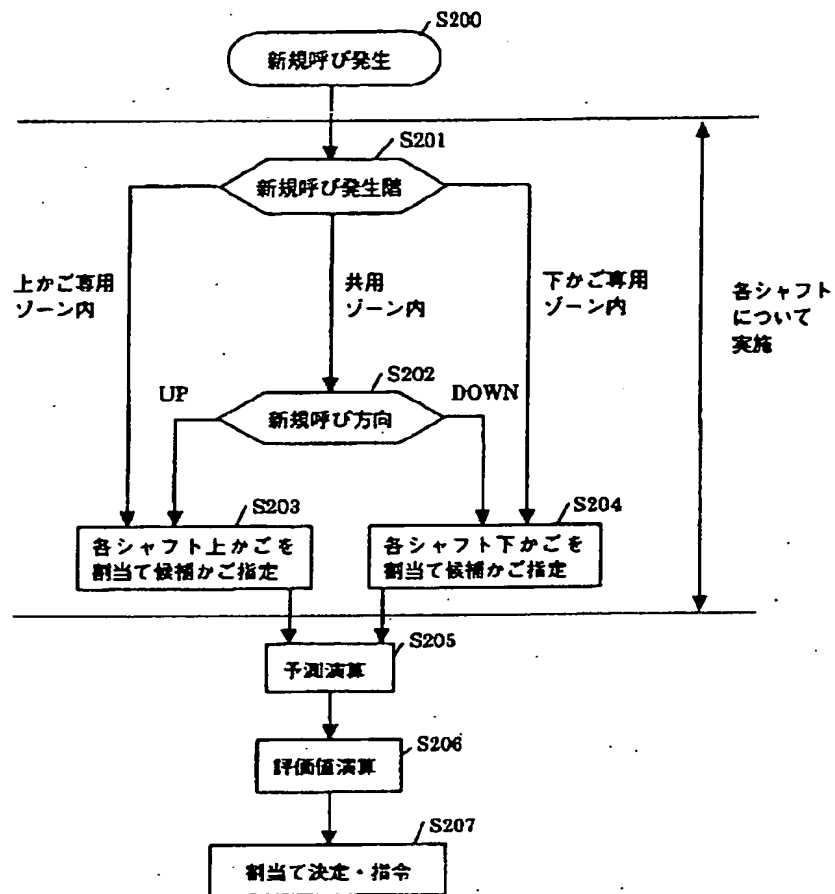 S200
新規呼び発生
S201
新規呼び発生階
上かご専用
ゾーン内
共用
ゾーン内
下かご専用
ゾーン内
各シャフト
について
実施
S202
UP
新規呼び方向
DOWN
S203
各シャフト上かごを
割当て候補かご指定
S204
各シャフト下かごを
割当て候補かご指定
S205
予測演算
S206
評価値演算
S207
割当て決定・指令